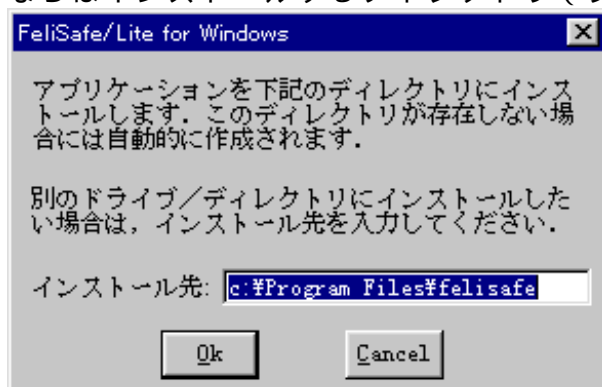 FeliSafe/Lite for Windows
アプリケーションを下記のディレクトリにインス
トールします．このディレクトリが存在しない場
合には自動的に作成されます．
別のドライブ／ディレクトリにインストールした
い場合は，インストール先を入力してください．
インストール先: c:¥Program Files¥felisafe
Ok
Cancel